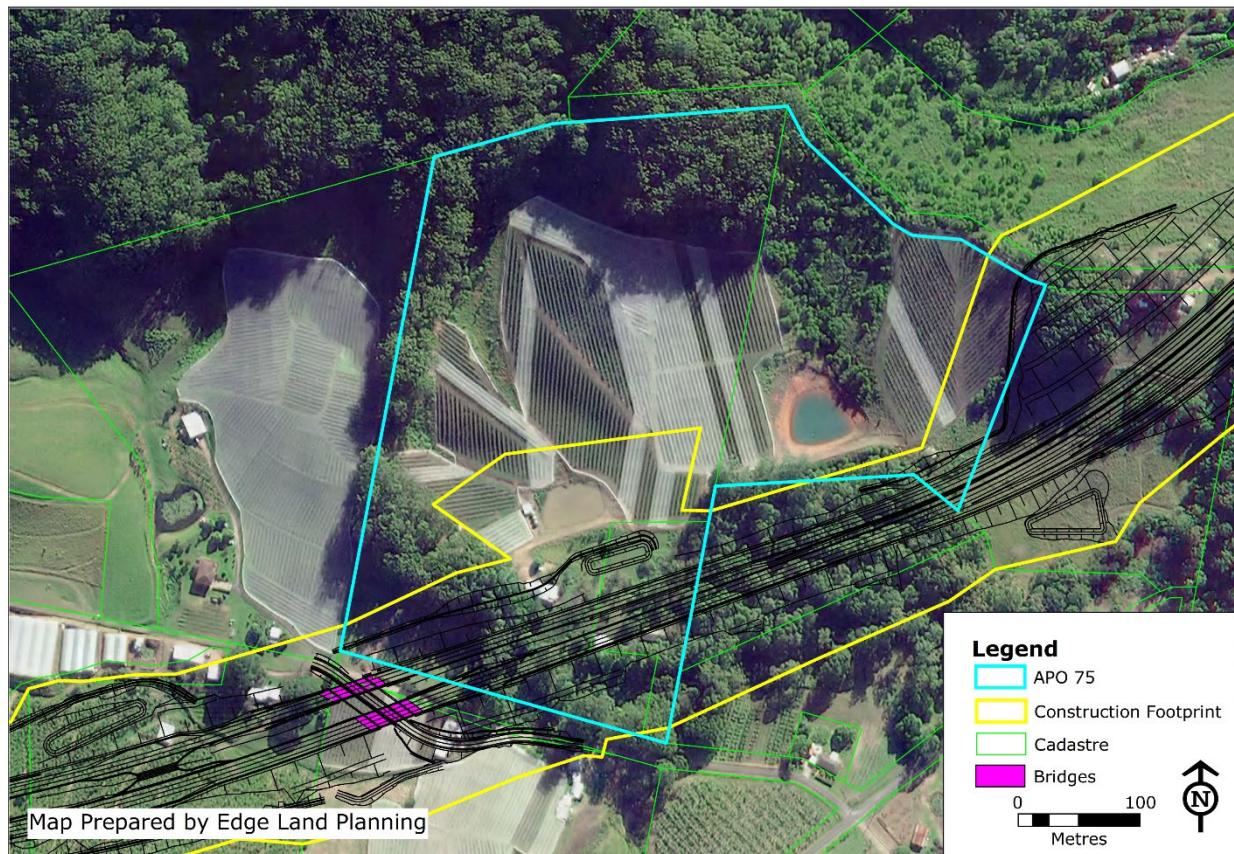 Legend
APO 75
Construction Footprint
Cadastre
Bridges
0 100
Metres
N
Map Prepared by Edge Land Planning